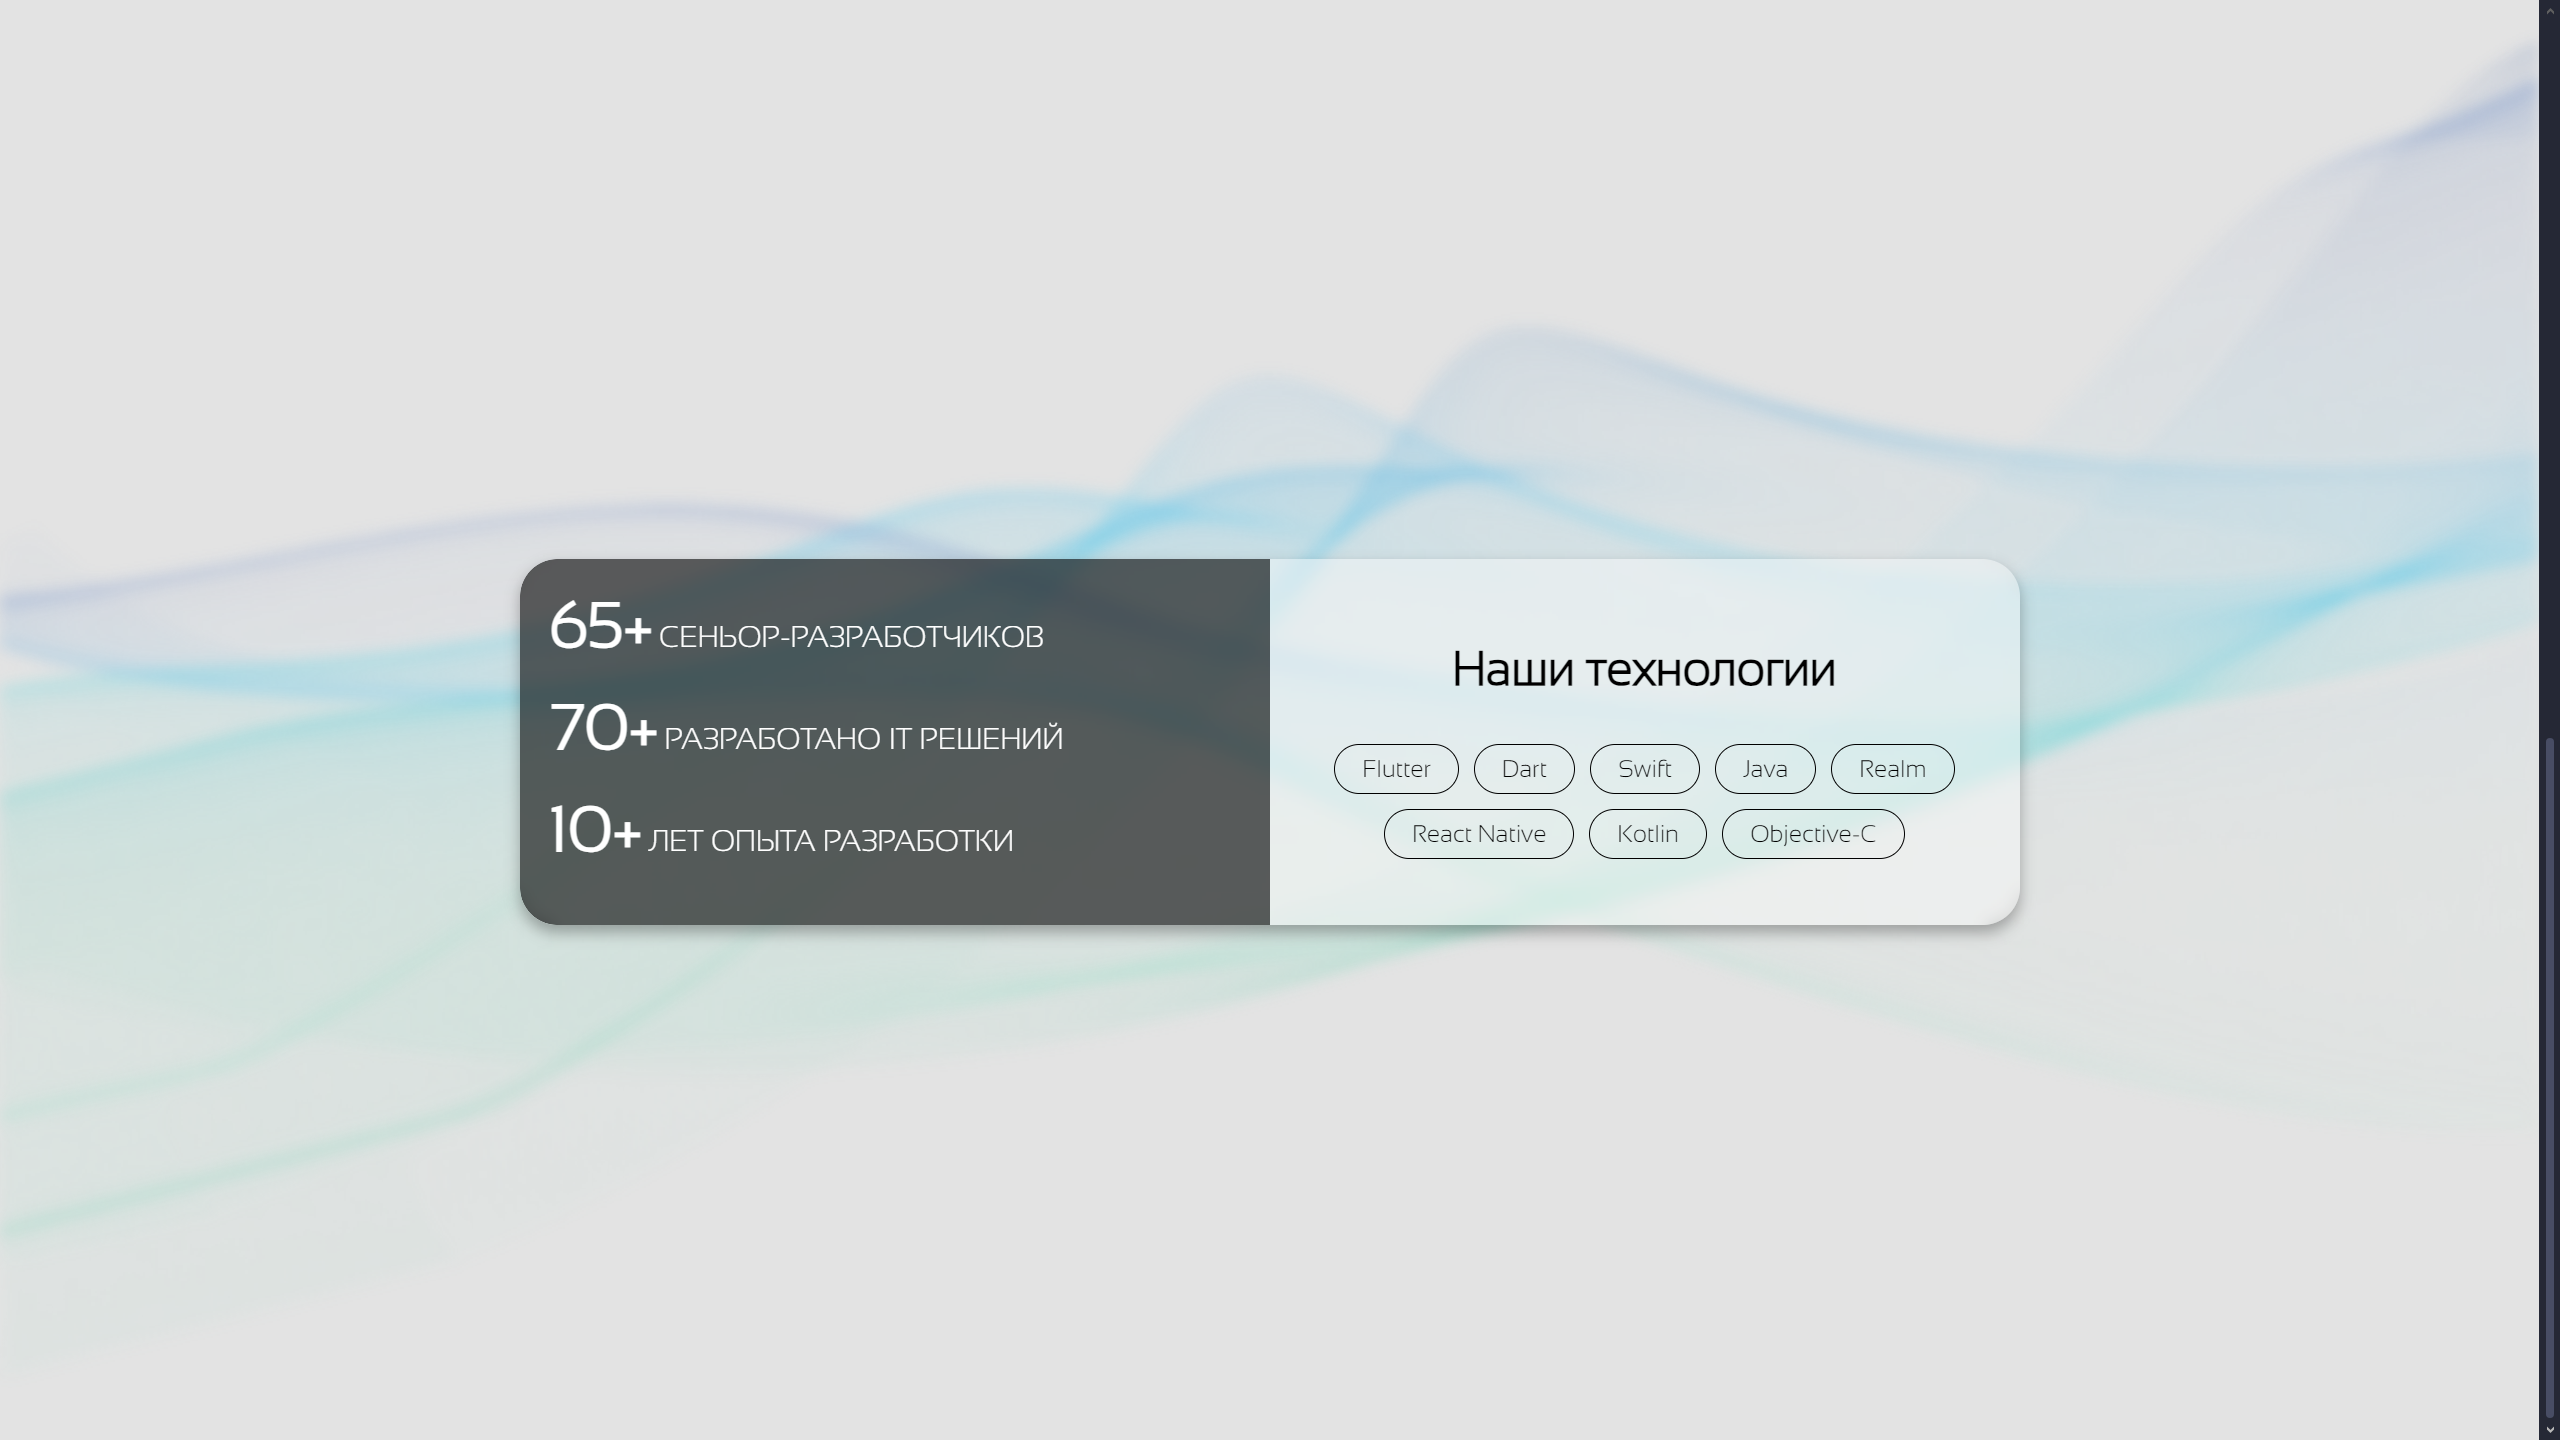 65+ СЕНЬОР-РАЗРАБОТЧИКОВ
70+ РАЗРАБОТАНО IT РЕШЕНИЙ
10+ ЛЕТ ОПЫТА РАЗРАБОТКИ
Наши технологии
Flutter Dart Swift Java Realm
React Native Kotlin Objective-C